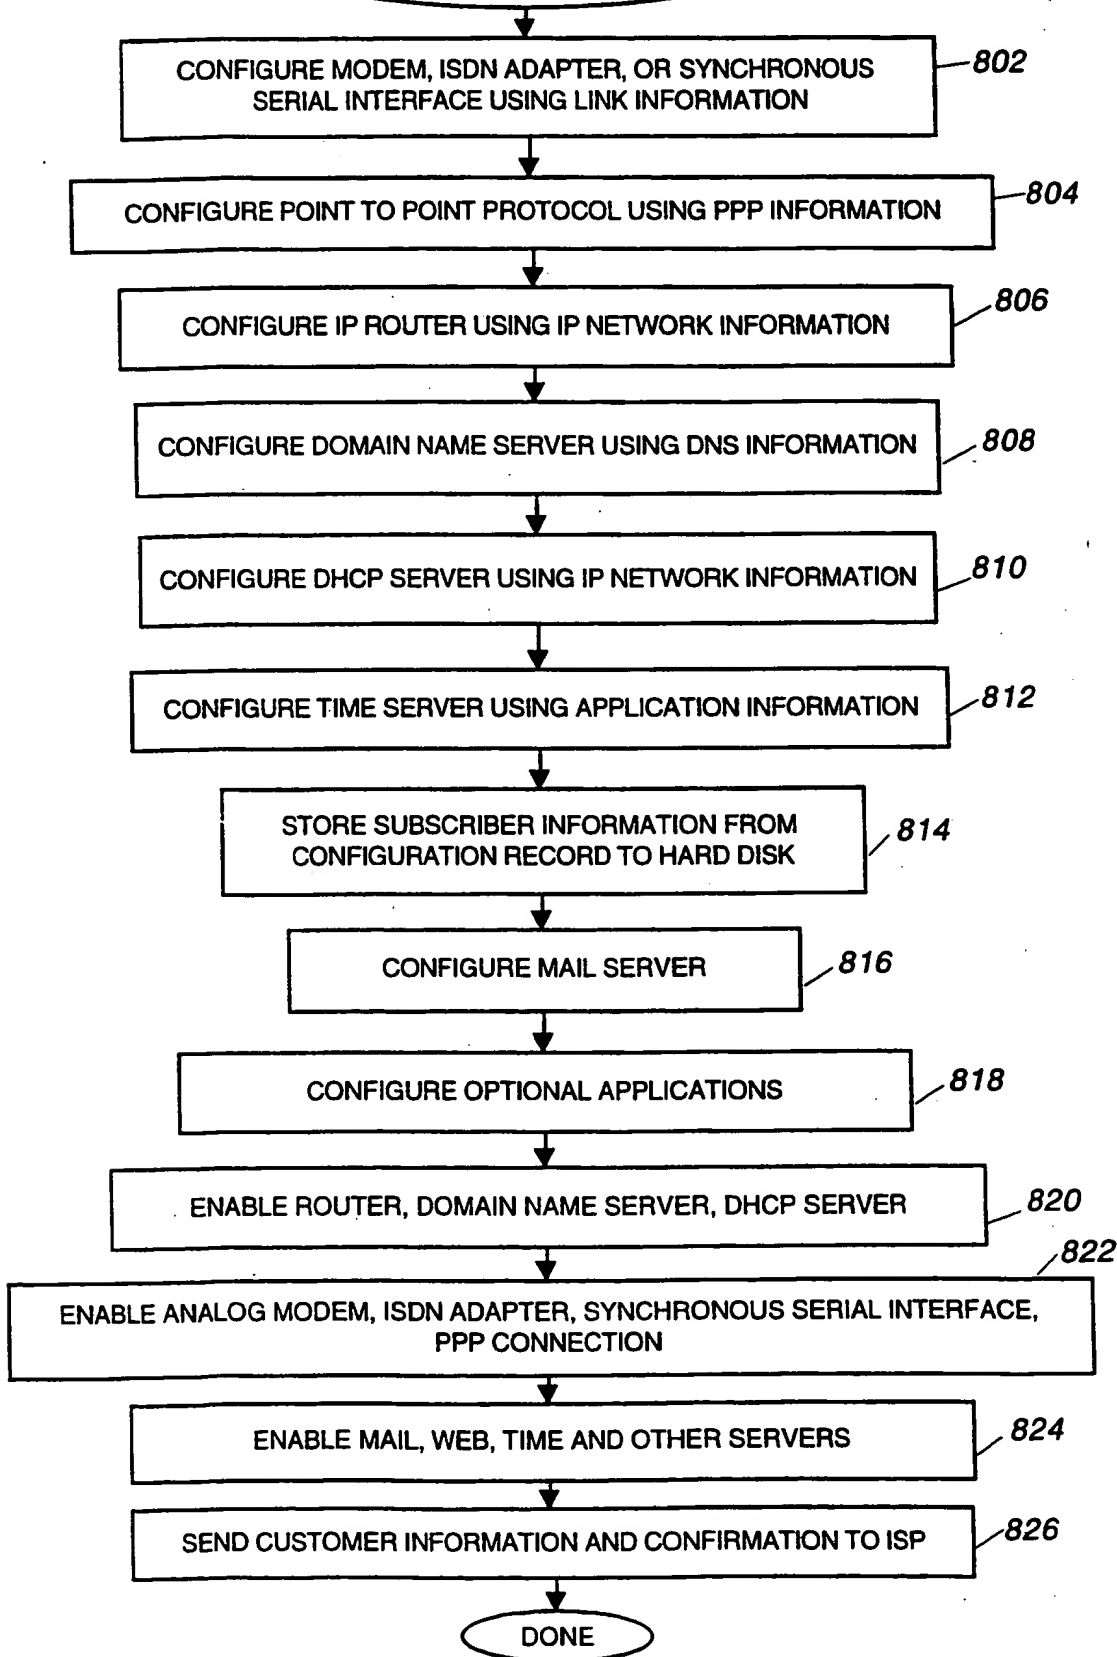 CONFIGURE MODEM, ISDN ADAPTER, OR SYNCHRONOUS
SERIAL INTERFACE USING LINK INFORMATION
802
CONFIGURE POINT TO POINT PROTOCOL USING PPP INFORMATION
804
CONFIGURE IP ROUTER USING IP NETWORK INFORMATION
806
CONFIGURE DOMAIN NAME SERVER USING DNS INFORMATION
808
CONFIGURE DHCP SERVER USING IP NETWORK INFORMATION
810
CONFIGURE TIME SERVER USING APPLICATION INFORMATION
812
STORE SUBSCRIBER INFORMATION FROM
CONFIGURATION RECORD TO HARD DISK
814
CONFIGURE MAIL SERVER
816
CONFIGURE OPTIONAL APPLICATIONS
818
ENABLE ROUTER, DOMAIN NAME SERVER, DHCP SERVER
820
822
ENABLE ANALOG MODEM, ISDN ADAPTER, SYNCHRONOUS SERIAL INTERFACE,
PPP CONNECTION
ENABLE MAIL, WEB, TIME AND OTHER SERVERS
824
SEND CUSTOMER INFORMATION AND CONFIRMATION TO ISP
826
DONE